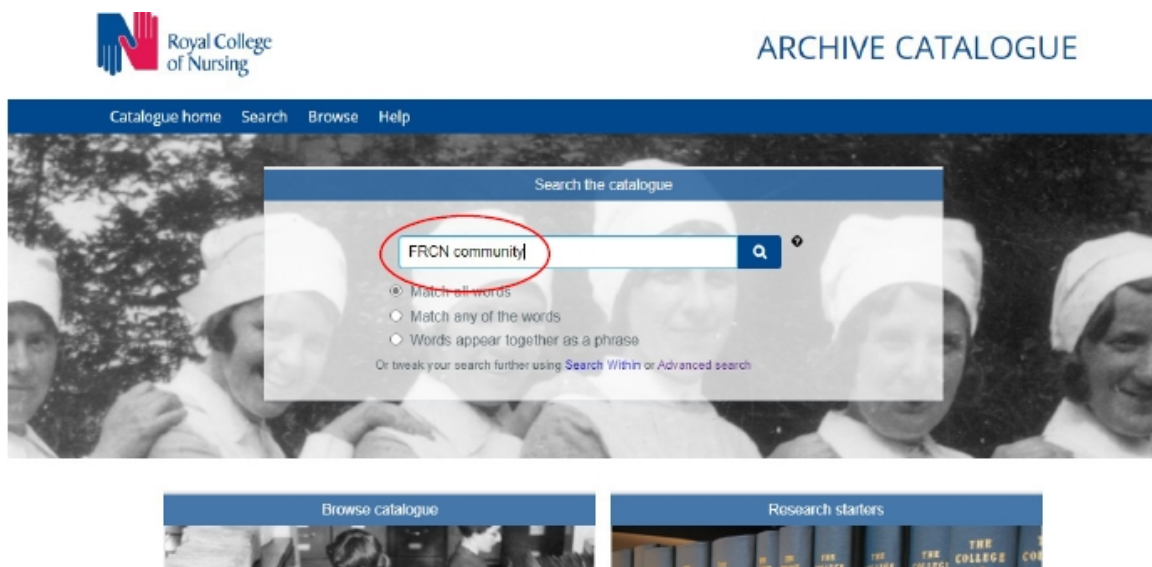 Royal College
of Nursing
ARCHIVE CATALOGUE
Catalogue home Search Browse Help
Search the catalogue
FRCN community
Match all words
Match any of the words
Words appear together as a phrase
Or tweak your search further using Search Within or Advanced search
Browse catalogue
Research starters
THE
THE
THE
COLLEGE